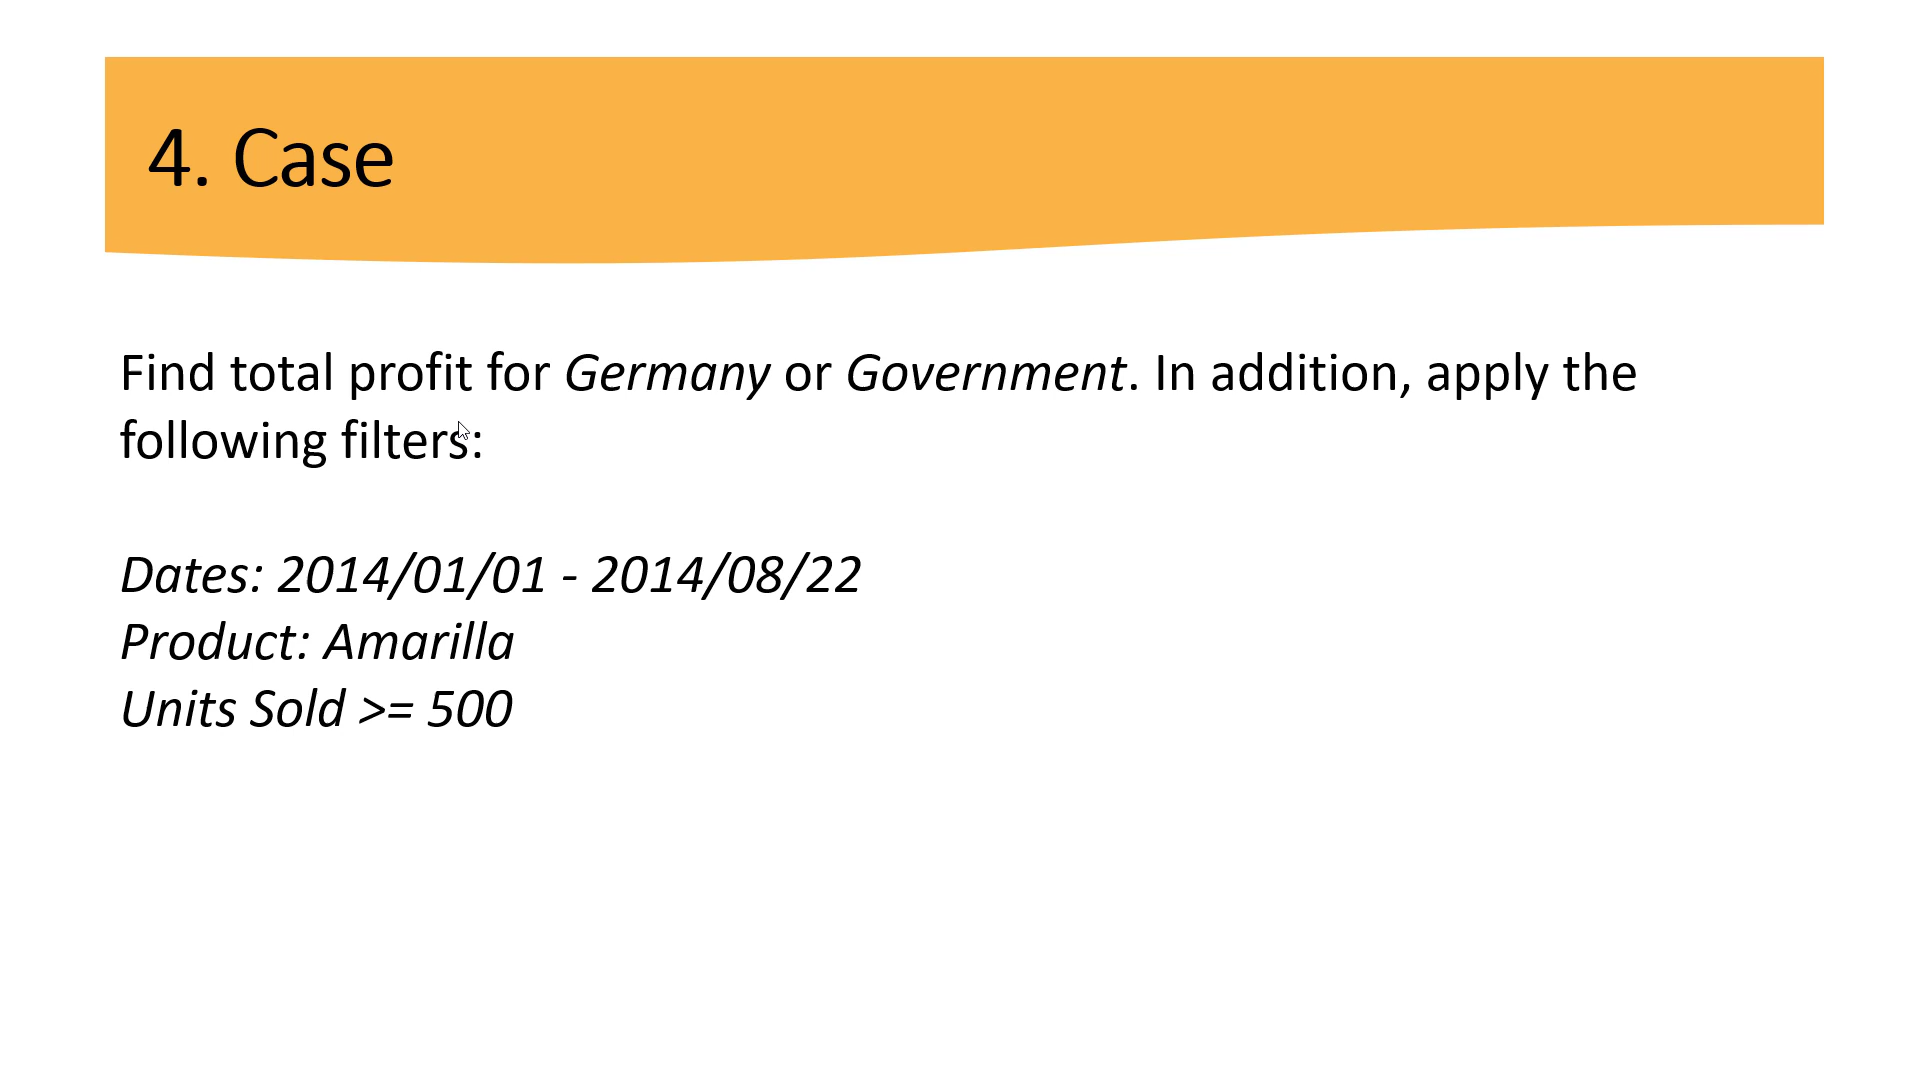 4. Case
Find total profit for Germany or Government. In addition, apply the
following filters:
Dates: 2014/01/01 - 2014/08/22
Product: Amarilla
Units Sold >= 500